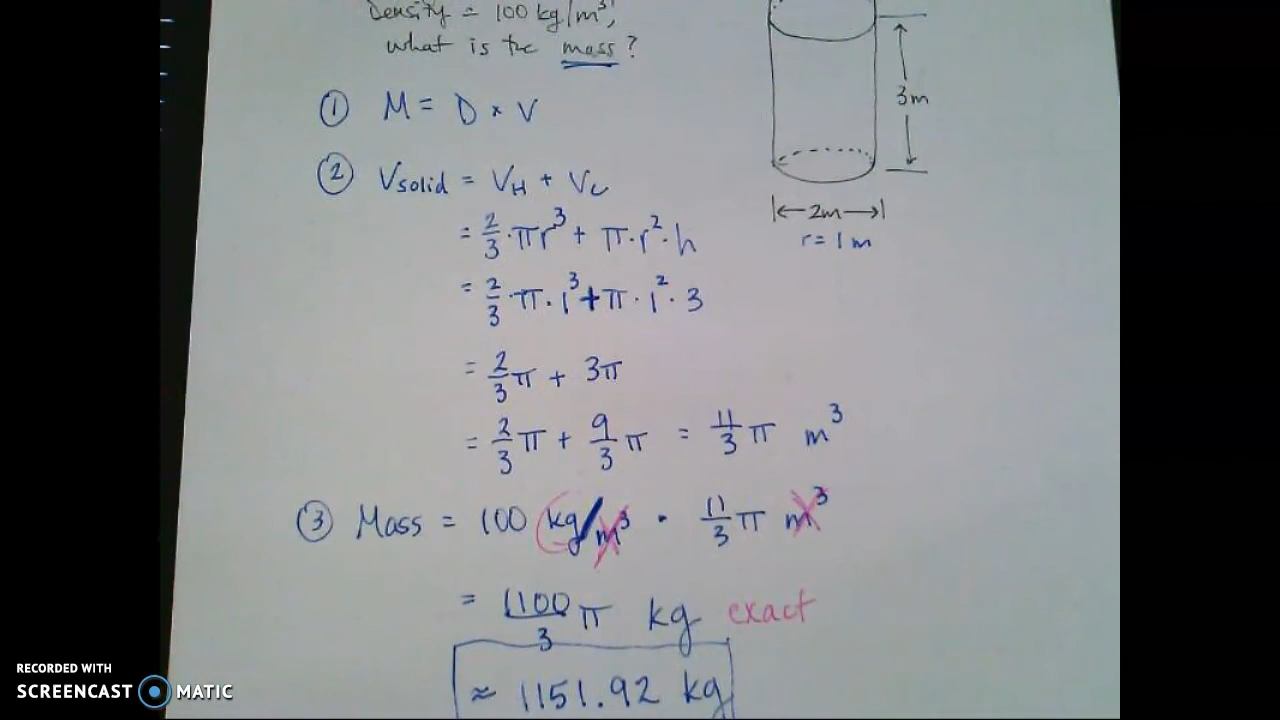 Density = 100 kg/m³,
what is the mass?
① M = D × V
② Vsolid = VH + VC
= 2/3 · πr³ + π · r² · h
= 2/3 · π · 1³ + π · 1² · 3
= 2/3 π + 3π
= 2/3 π + 9/3 π = 11/3 π m³
③ Mass = 100 kg/m³ · 11/3 π m³
= 1100/3 π kg exact
≈ 1151.92 kg
3m
2m
r = 1 m
RECORDED WITH
SCREENCAST MATIC